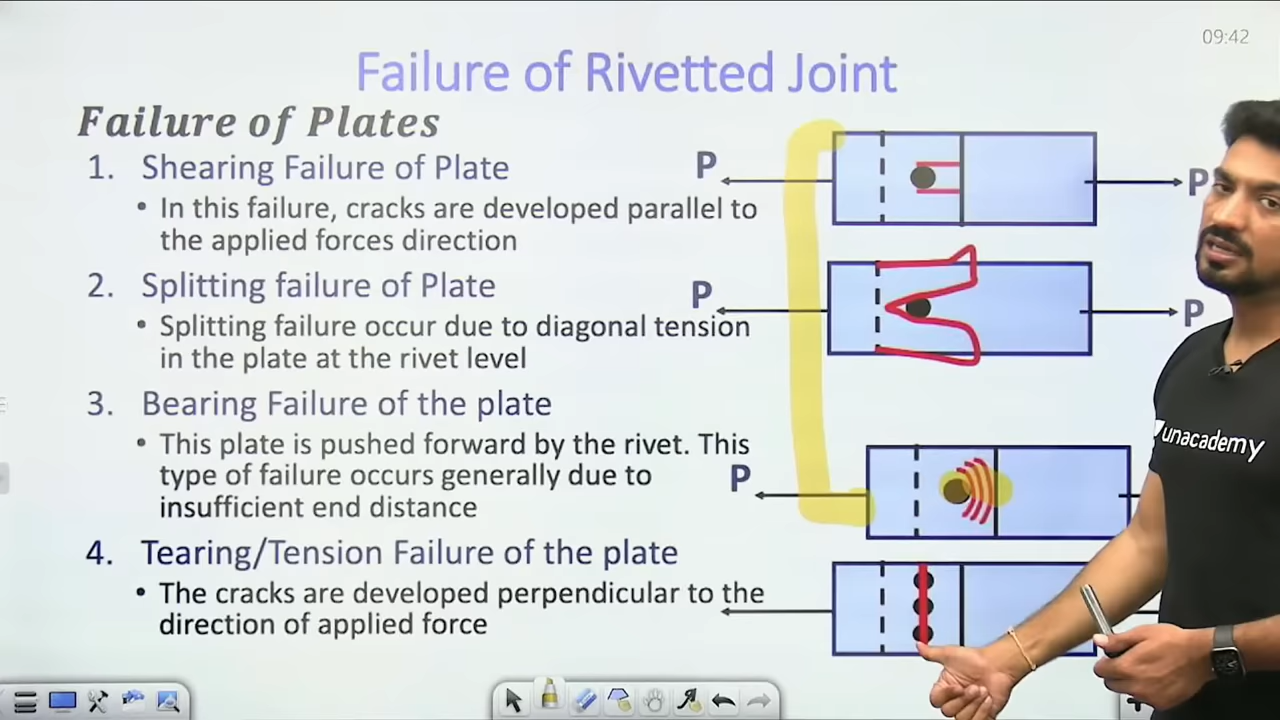 09:42
Failure of Rivetted Joint
Failure of Plates
1. Shearing Failure of Plate
• In this failure, cracks are developed parallel to
the applied forces direction
P
P
2. Splitting failure of Plate
• Splitting failure occur due to diagonal tension
in the plate at the rivet level
P
P
3. Bearing Failure of the plate
• This plate is pushed forward by the rivet. This
type of failure occurs generally due to
insufficient end distance
P
4. Tearing/Tension Failure of the plate
• The cracks are developed perpendicular to the
direction of applied force
unacademy